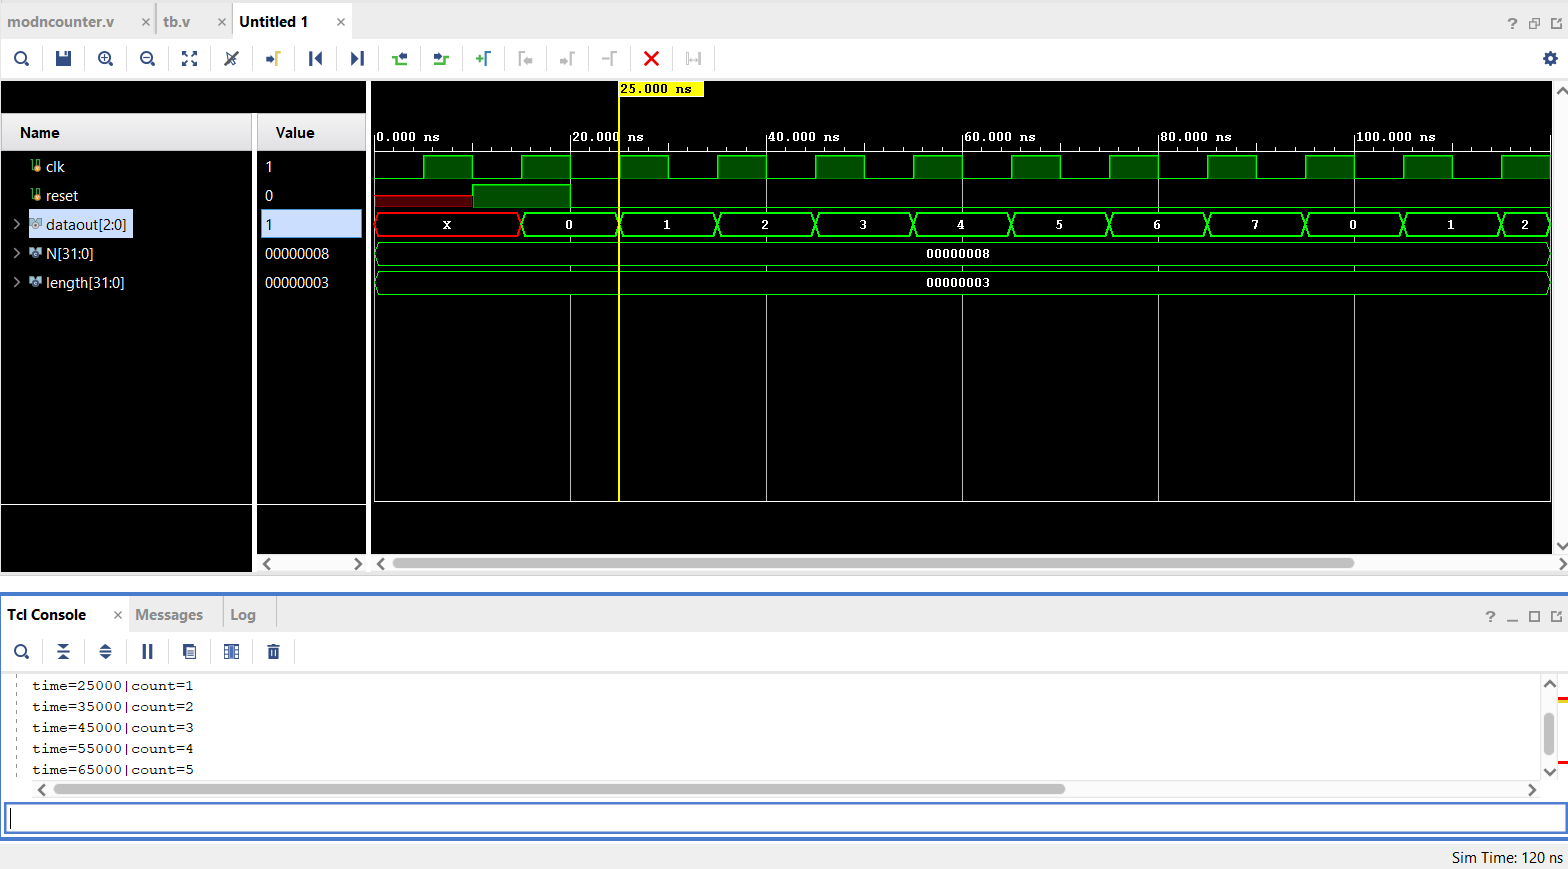 modncounter.v × tb.v × Untitled 1 ×
25.000 ns
Name Value
0.000 ns 20.000 ns 40.000 ns 60.000 ns 80.000 ns 100.000 ns
clk 1
reset 0
dataout[2:0] 1 X 0 1 2 3 4 5 6 7 0 1 2
N[31:0] 00000008 00000008
length[31:0] 00000003 00000003
Tcl Console × Messages Log
time=25000|count=1
time=35000|count=2
time=45000|count=3
time=55000|count=4
time=65000|count=5
Sim Time: 120 ns